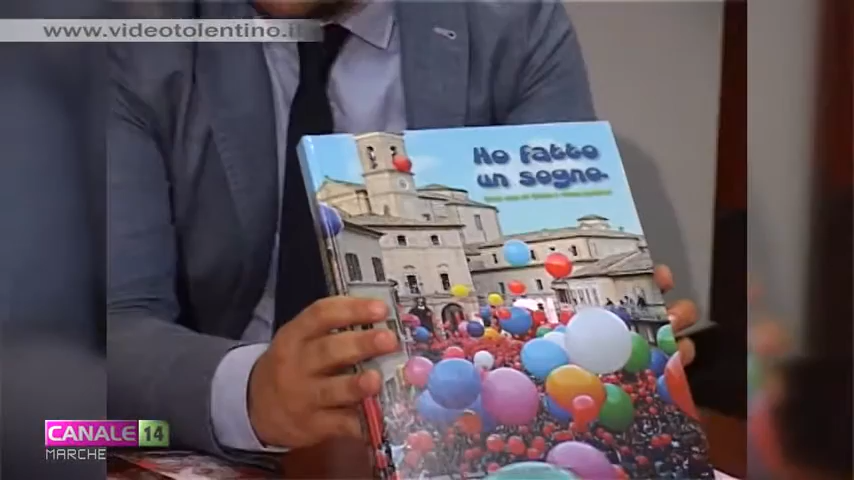 www.videotolentino.it
Ho fatto
un sogno.
CANALE 14
MARCHE